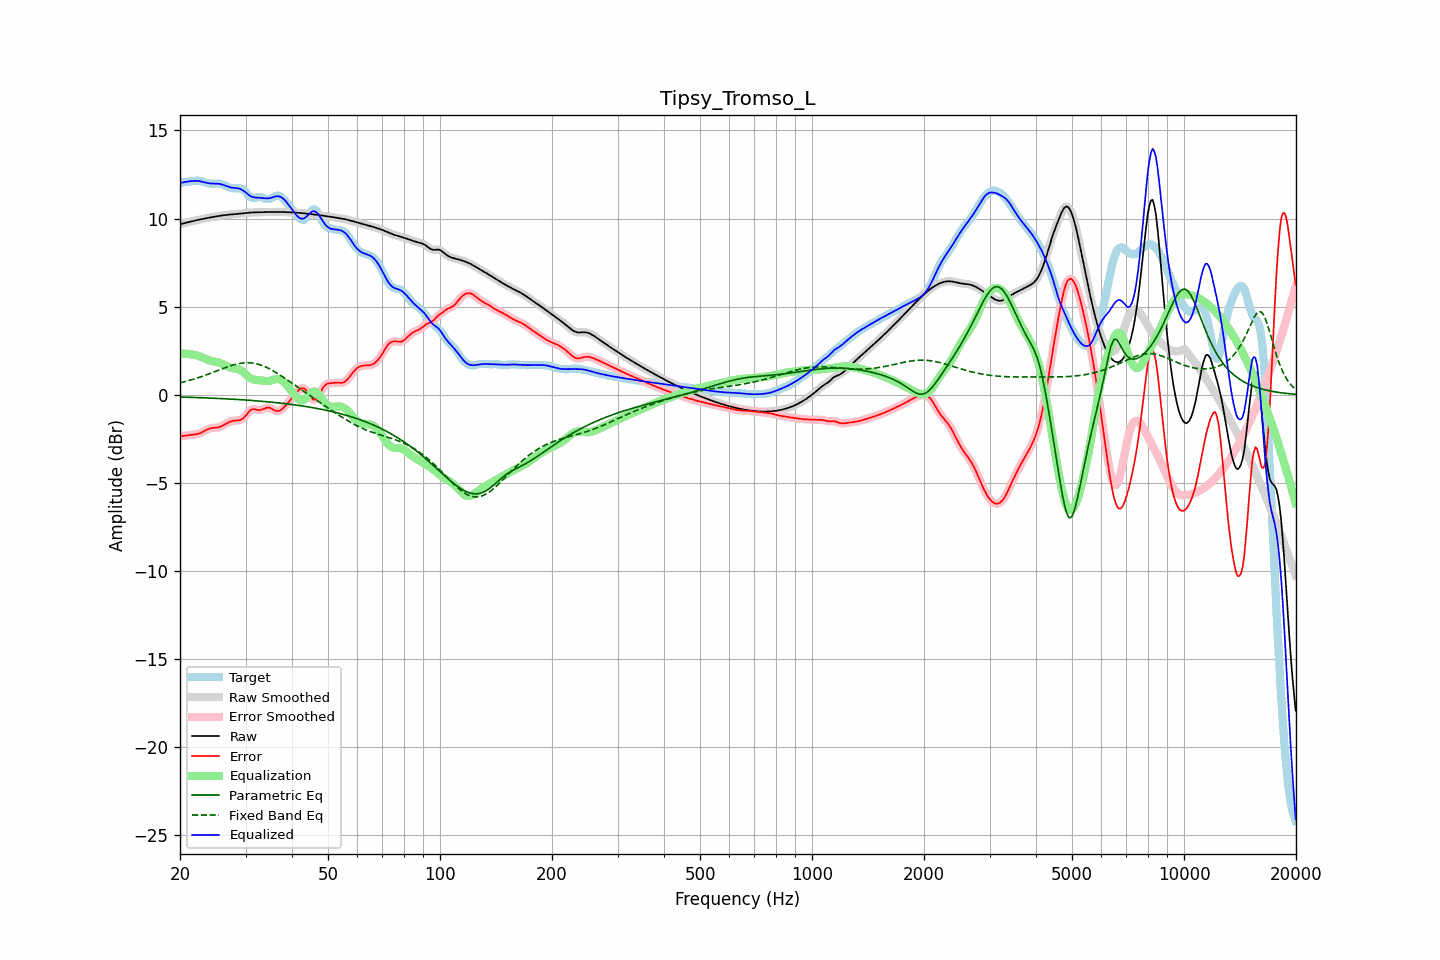 Tipsy_Tromso_L
15
10
5
0
−5
−10
−15
−20
−25
Amplitude (dBr)
Target
Raw Smoothed
Error Smoothed
Raw
Error
Equalization
Parametric Eq
Fixed Band Eq
Equalized
20 50 100 200 500 1000 2000 5000 10000 20000
Frequency (Hz)